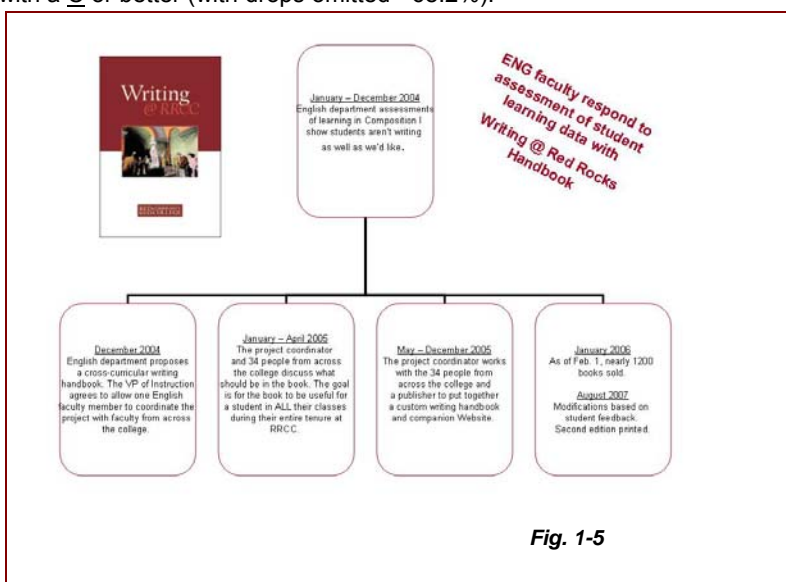 with a C or better (with drops omitted
Writing
@ RRCC
January – December 2004
English department assessments
of learning in Composition I
show students aren't writing
as well as we'd like.
ENG faculty respond to
assessment of student
learning data with
Writing @ Red Rocks
Handbook
December 2004
English department proposes
a cross-curricular writing
handbook. The VP of Instruction
agrees to allow one English
faculty member to coordinate the
project with faculty from across
the college.
January – April 2005
The project coordinator
and 34 people from across
the college discuss what
should be in the book. The goal
is for the book to be useful for
a student in ALL their classes
during their entire tenure at
RRCC.
May – December 2005
The project coordinator works
with the 34 people from
across the college and
a publisher to put together
a custom writing handbook
and companion Website.
January 2006
As of Feb. 1, nearly 1200
books sold.
August 2007
Modifications based on
student feedback.
Second edition printed.
Fig. 1-5